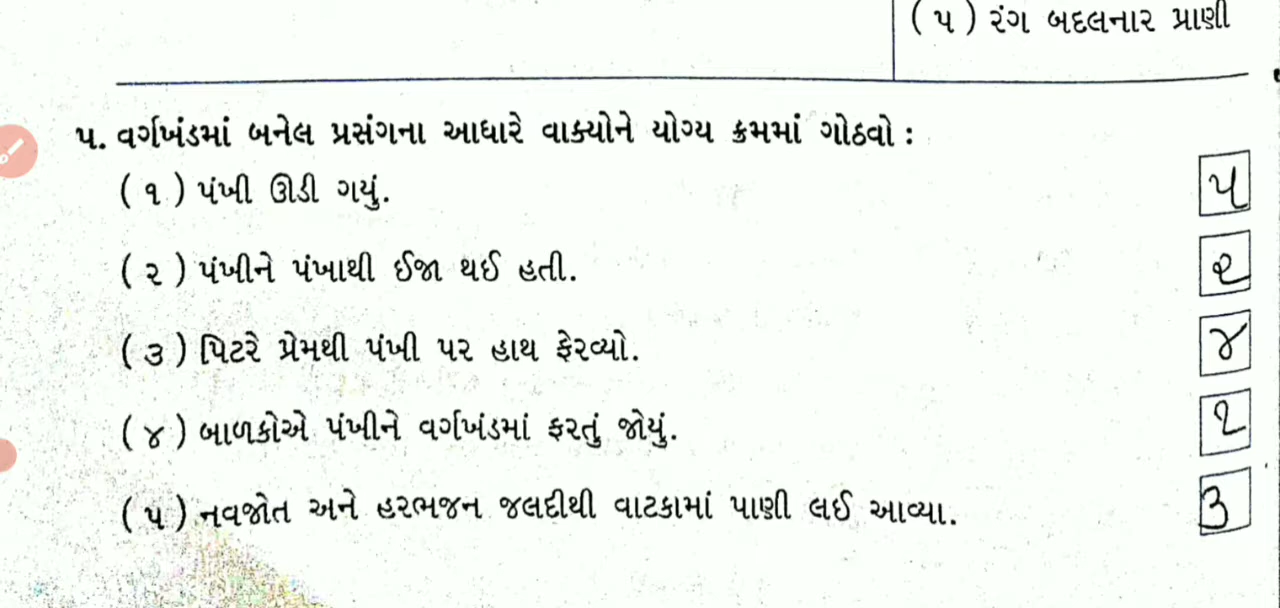 (૫) રંગ બદલનાર પ્રાણી
૫. વર્ગખંડમાં બનેલ પ્રસંગના આધારે વાક્યોને યોગ્ય ક્રમમાં ગોઠવો :
(૧) પંખી ઊડી ગયું. ૫
(૨) પંખીને પંખાથી ઈજા થઈ હતી. ૨
(૩) પિટરે પ્રેમથી પંખી પર હાથ ફેરવ્યો. ૪
(૪) બાળકોએ પંખીને વર્ગખંડમાં ફરતું જોયું. ૧
(૫) નવજોત અને હરભજન જલદીથી વાટકામાં પાણી લઈ આવ્યા. ૩